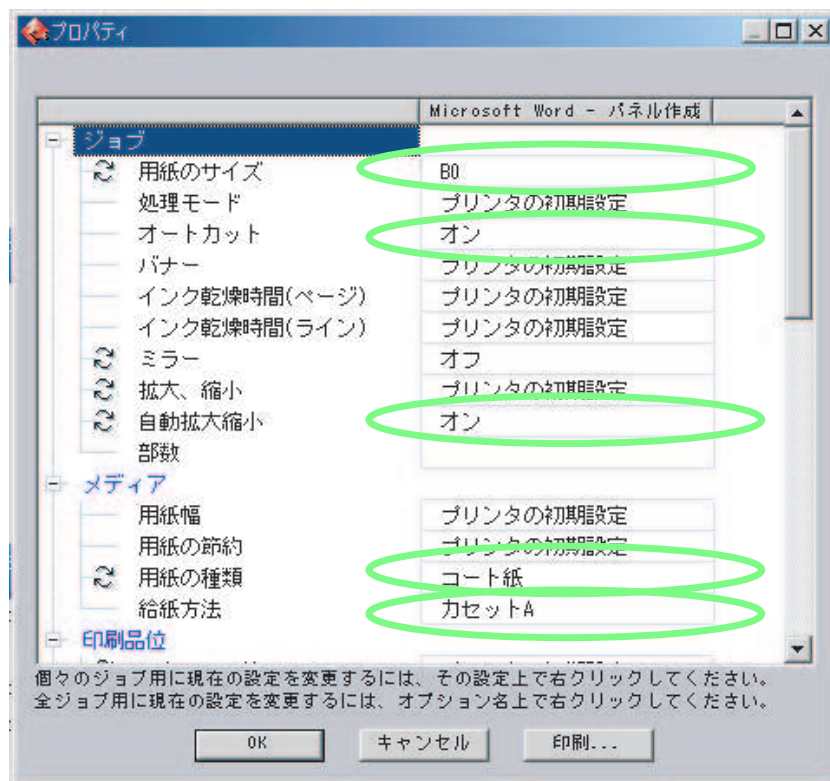 プロパティ
Microsoft Word - パネル作成
ジョブ
用紙のサイズ B0
処理モード プリンタの初期設定
オートカット オン
バナー プリンタの初期設定
インク乾燥時間(ページ) プリンタの初期設定
インク乾燥時間(ライン) プリンタの初期設定
ミラー オフ
拡大、縮小 プリンタの初期設定
自動拡大縮小 オン
部数
メディア
用紙幅 プリンタの初期設定
用紙の節約 プリンタの初期設定
用紙の種類 コート紙
給紙方法 カセットA
印刷品位
個々のジョブ用に現在の設定を変更するには、その設定上で右クリックしてください。
全ジョブ用に現在の設定を変更するには、オプション名上で右クリックしてください。
OK キャンセル 印刷...